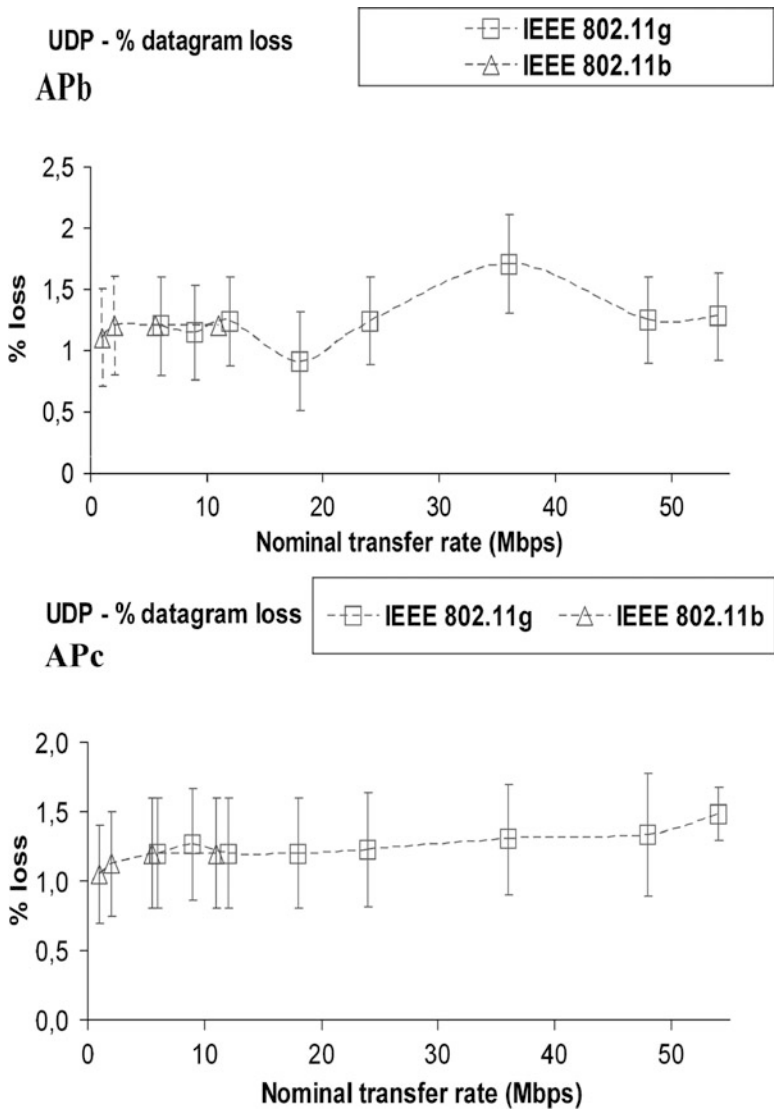 UDP - % datagram loss
APb
IEEE 802.11g
IEEE 802.11b
% loss
2,5
2
1,5
1
0,5
0
0 10 20 30 40 50
Nominal transfer rate (Mbps)
UDP - % datagram loss
APc
IEEE 802.11g IEEE 802.11b
% loss
2,0
1,5
1,0
0,5
0,0
0 10 20 30 40 50
Nominal transfer rate (Mbps)